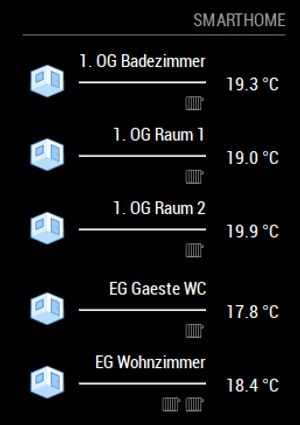 SMARTHOME
1. OG Badezimmer
19.3 °C
1. OG Raum 1
19.0 °C
1. OG Raum 2
19.9 °C
EG Gaeste WC
17.8 °C
EG Wohnzimmer
18.4 °C